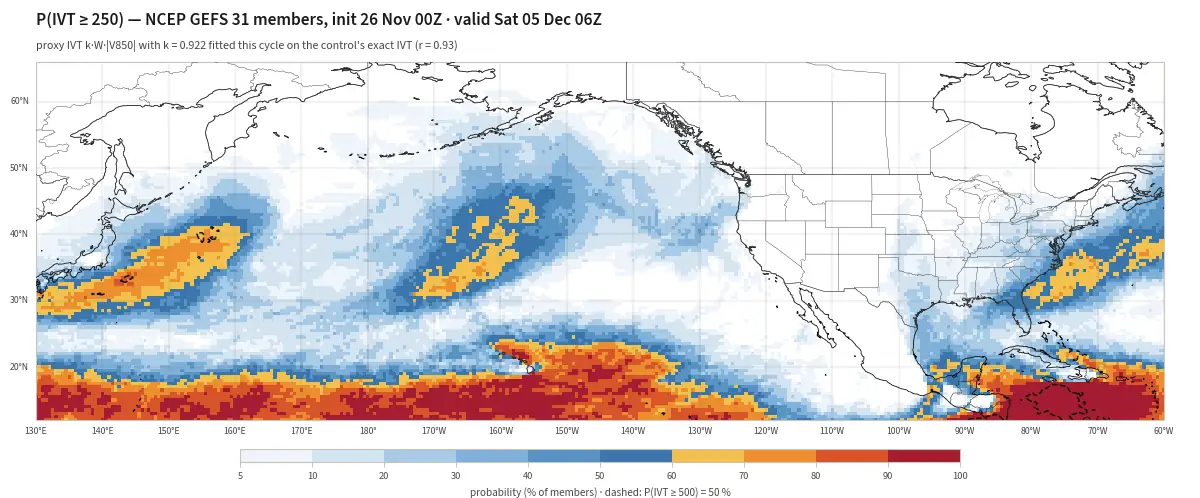 P(IVT ≥ 250) — NCEP GEFS 31 members, init 26 Nov 00Z · valid Sat 05 Dec 06Z
proxy IVT k·W·|V850| with k = 0.922 fitted this cycle on the control's exact IVT (r = 0.93)
60°N
50°N
40°N
30°N
20°N
130°E 140°E 150°E 160°E 170°E 180° 170°W 160°W 150°W 140°W 130°W 120°W 110°W 100°W 90°W 80°W 70°W 60°W
5 10 20 30 40 50 60 70 80 90 100
probability (% of members) · dashed: P(IVT ≥ 500) = 50 %